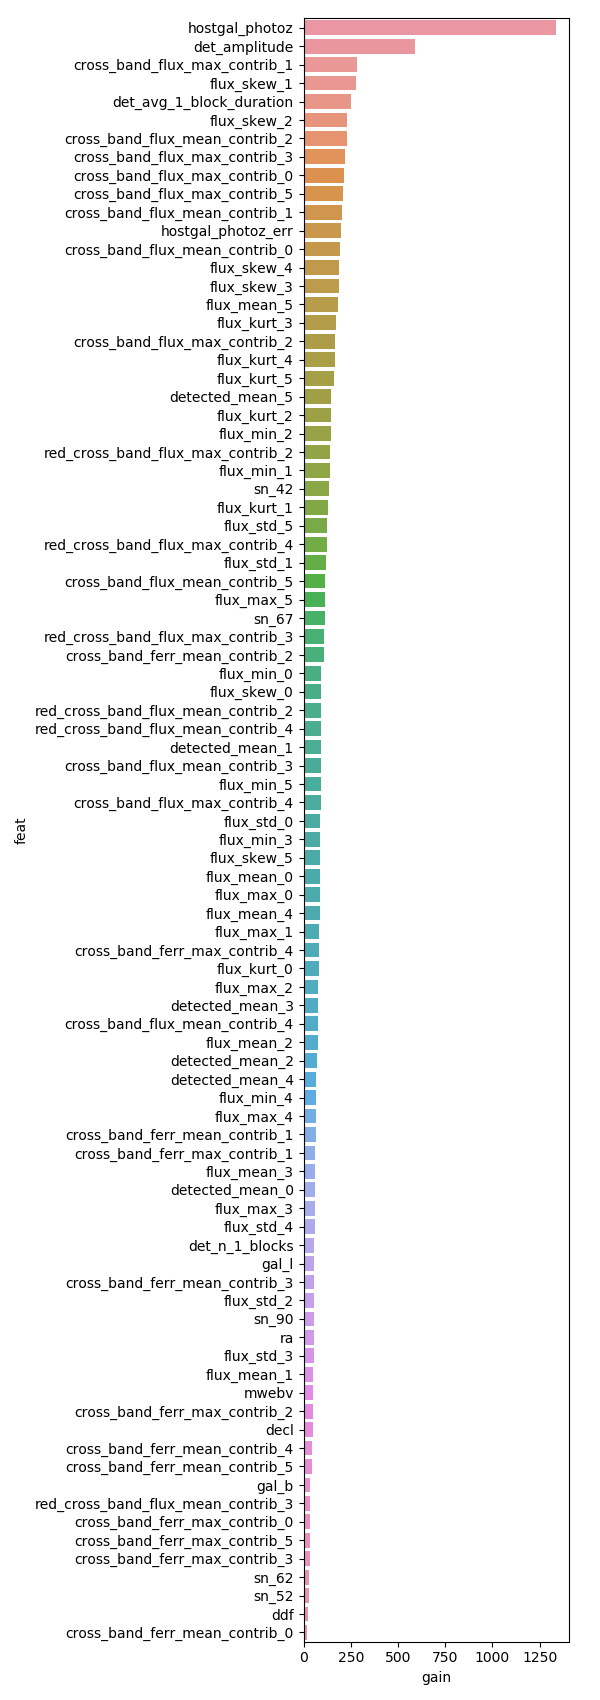 hostgal_photoz
det_amplitude
cross_band_flux_max_contrib_1
flux_skew_1
det_avg_1_block_duration
flux_skew_2
cross_band_flux_mean_contrib_2
cross_band_flux_max_contrib_3
cross_band_flux_max_contrib_0
cross_band_flux_max_contrib_5
cross_band_flux_mean_contrib_1
hostgal_photoz_err
cross_band_flux_mean_contrib_0
flux_skew_4
flux_skew_3
flux_mean_5
flux_kurt_3
cross_band_flux_max_contrib_2
flux_kurt_4
flux_kurt_5
detected_mean_5
flux_kurt_2
flux_min_2
red_cross_band_flux_max_contrib_2
flux_min_1
sn_42
flux_kurt_1
flux_std_5
red_cross_band_flux_max_contrib_4
flux_std_1
cross_band_flux_mean_contrib_5
flux_max_5
sn_67
red_cross_band_flux_max_contrib_3
cross_band_ferr_mean_contrib_2
flux_min_0
flux_skew_0
red_cross_band_flux_mean_contrib_2
red_cross_band_flux_mean_contrib_4
detected_mean_1
cross_band_flux_mean_contrib_3
flux_min_5
cross_band_flux_max_contrib_4
flux_std_0
flux_min_3
flux_skew_5
flux_mean_0
flux_max_0
flux_mean_4
flux_max_1
cross_band_ferr_max_contrib_4
flux_kurt_0
flux_max_2
detected_mean_3
cross_band_flux_mean_contrib_4
flux_mean_2
detected_mean_2
detected_mean_4
flux_min_4
flux_max_4
cross_band_ferr_mean_contrib_1
cross_band_ferr_max_contrib_1
flux_mean_3
detected_mean_0
flux_max_3
flux_std_4
det_n_1_blocks
gal_l
cross_band_ferr_mean_contrib_3
flux_std_2
sn_90
ra
flux_std_3
flux_mean_1
mwebv
cross_band_ferr_max_contrib_2
decl
cross_band_ferr_mean_contrib_4
cross_band_ferr_mean_contrib_5
gal_b
red_cross_band_flux_mean_contrib_3
cross_band_ferr_max_contrib_0
cross_band_ferr_max_contrib_5
cross_band_ferr_max_contrib_3
sn_62
sn_52
ddf
cross_band_ferr_mean_contrib_0
feat
0 250 500 750 1000 1250
gain